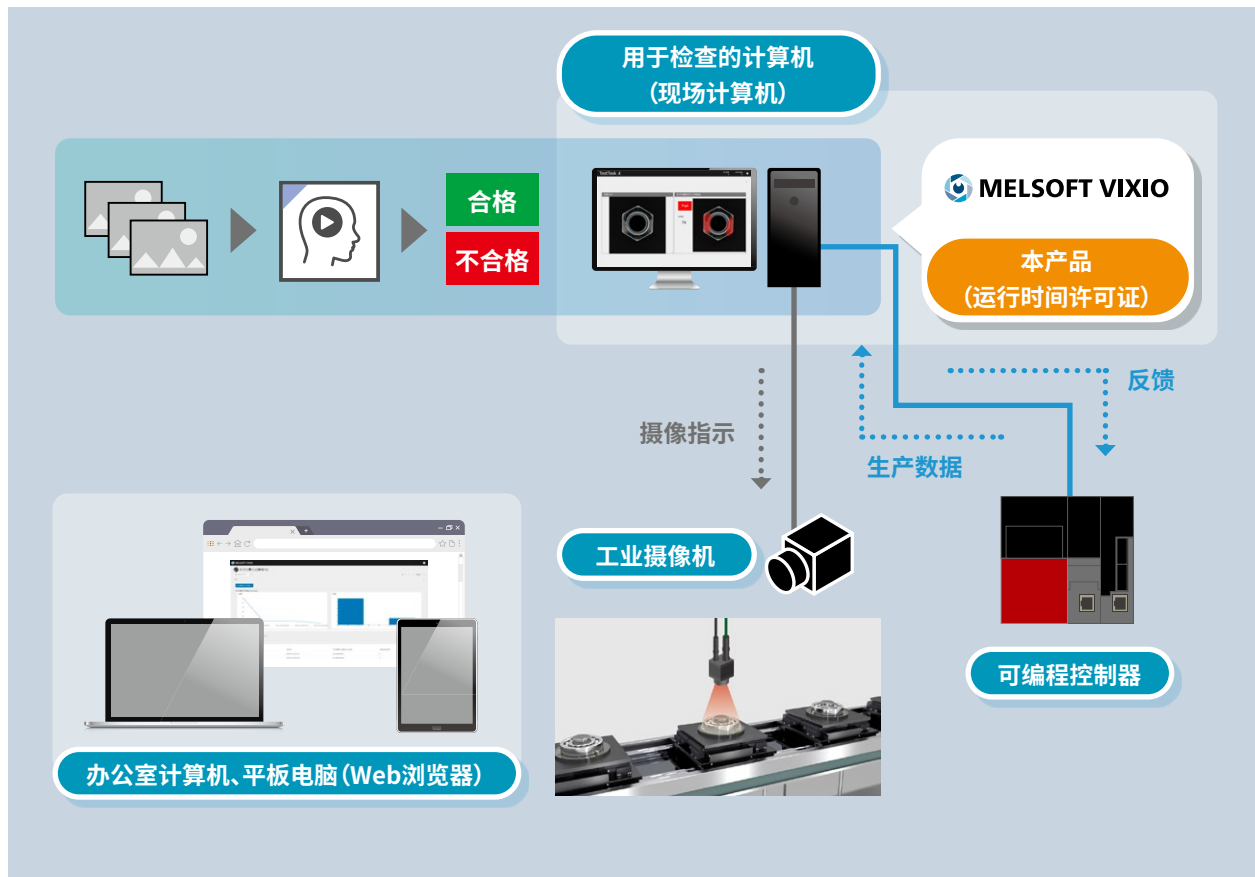 用于检查的计算机
（现场计算机）
合格
不合格
MELSOFT VIXIO
本产品
（运行时间许可证）
反馈
摄像指示
生产数据
工业摄像机
可编程控制器
MELSOFT VIXIO
办公室计算机、平板电脑（Web浏览器）